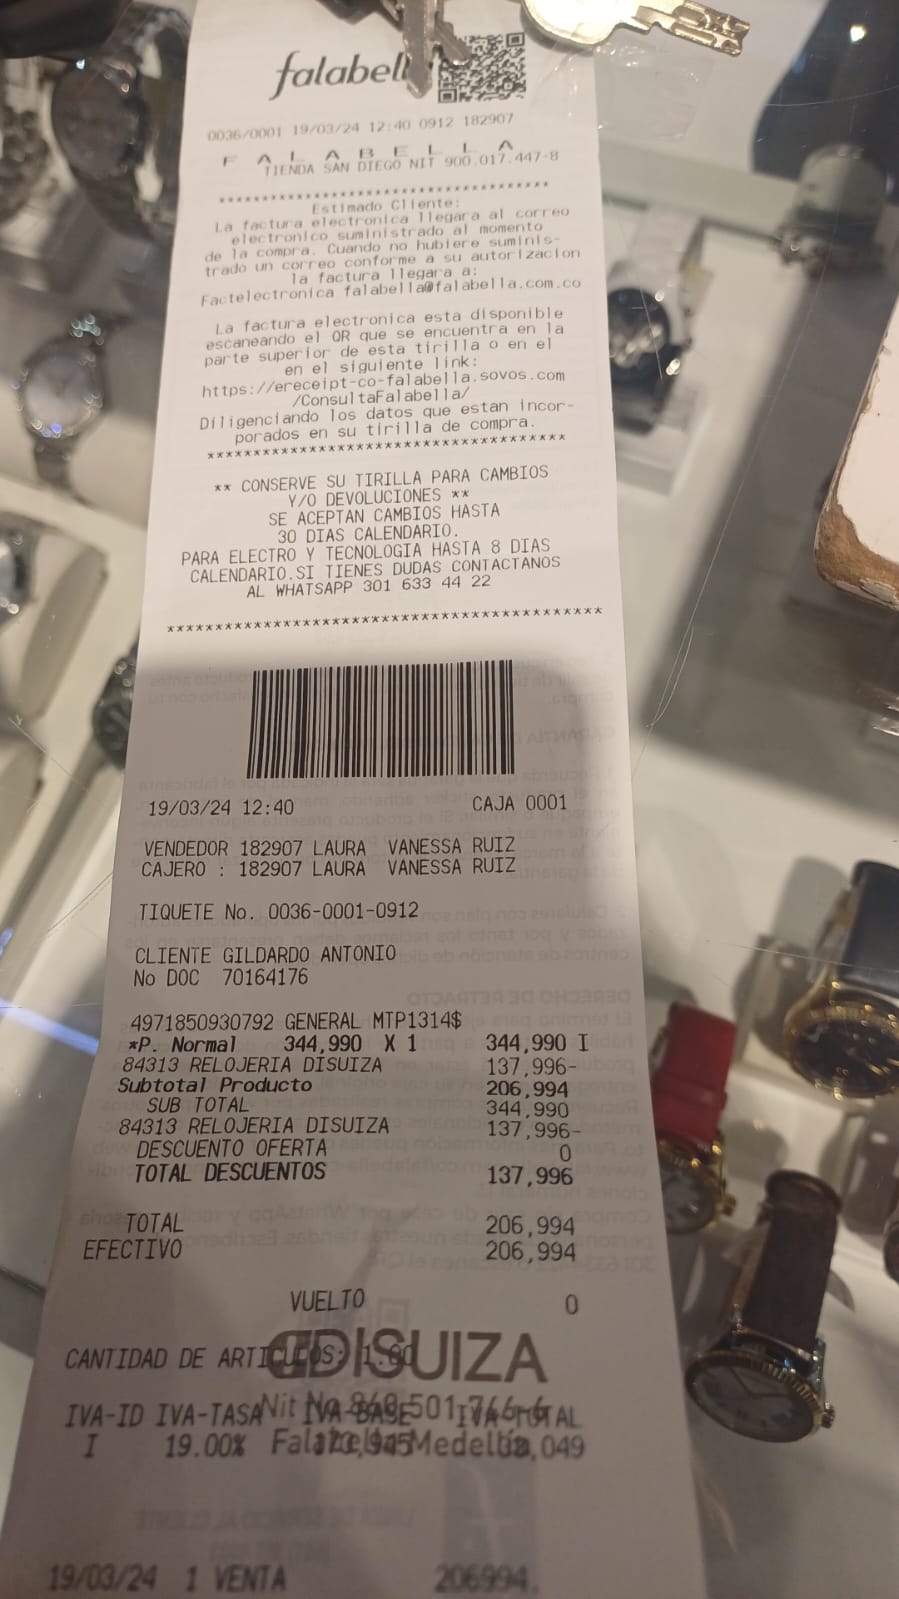 falabell
0036/0001 19/03/24 12:40 0912 182907
F A L A B E L L A
TIENDA SAN DIEGO NIT 900.017.447-8
************************************
Estimado Cliente:
La factura electronica llegara al correo
electronico suministrado al momento
de la compra. Cuando no hubiere suminis-
trado un correo conforme a su autorizacion
la factura llegara a:
Factelectronica falabella@falabella.com.co
La factura electronica esta disponible
escaneando el QR que se encuentra en la
parte superior de esta tirilla o en el
en el siguiente link:
https://ereceipt-co-falabella.sovos.com
/ConsultaFalabella/
Diligenciando los datos que estan incor-
porados en su tirilla de compra.
************************************
** CONSERVE SU TIRILLA PARA CAMBIOS
Y/O DEVOLUCIONES **
SE ACEPTAN CAMBIOS HASTA
30 DIAS CALENDARIO.
PARA ELECTRO Y TECNOLOGIA HASTA 8 DIAS
CALENDARIO.SI TIENES DUDAS CONTACTANOS
AL WHATSAPP 301 633 44 22
****************************************
19/03/24 12:40 CAJA 0001
VENDEDOR 182907 LAURA VANESSA RUIZ
CAJERO : 182907 LAURA VANESSA RUIZ
TIQUETE No. 0036-0001-0912
CLIENTE GILDARDO ANTONIO
No DOC 70164176
4971850930792 GENERAL MTP1314$
*P. Normal 344,990 X 1 344,990 I
84313 RELOJERIA DISUIZA 137,996-
Subtotal Producto 206,994
SUB TOTAL 344,990
84313 RELOJERIA DISUIZA 137,996-
DESCUENTO OFERTA 0
TOTAL DESCUENTOS 137,996
TOTAL 206,994
EFECTIVO 206,994
VUELTO 0
DISUIZA
CANTIDAD DE ARTICULOS: 1.00
Nit No 860.501.766-6
IVA-ID IVA-TASA IVA-BASE IVA-TOTAL
Falabella Medellín
I 19.00% 173,945 ,049
19/03/24 1 VENTA 206994.